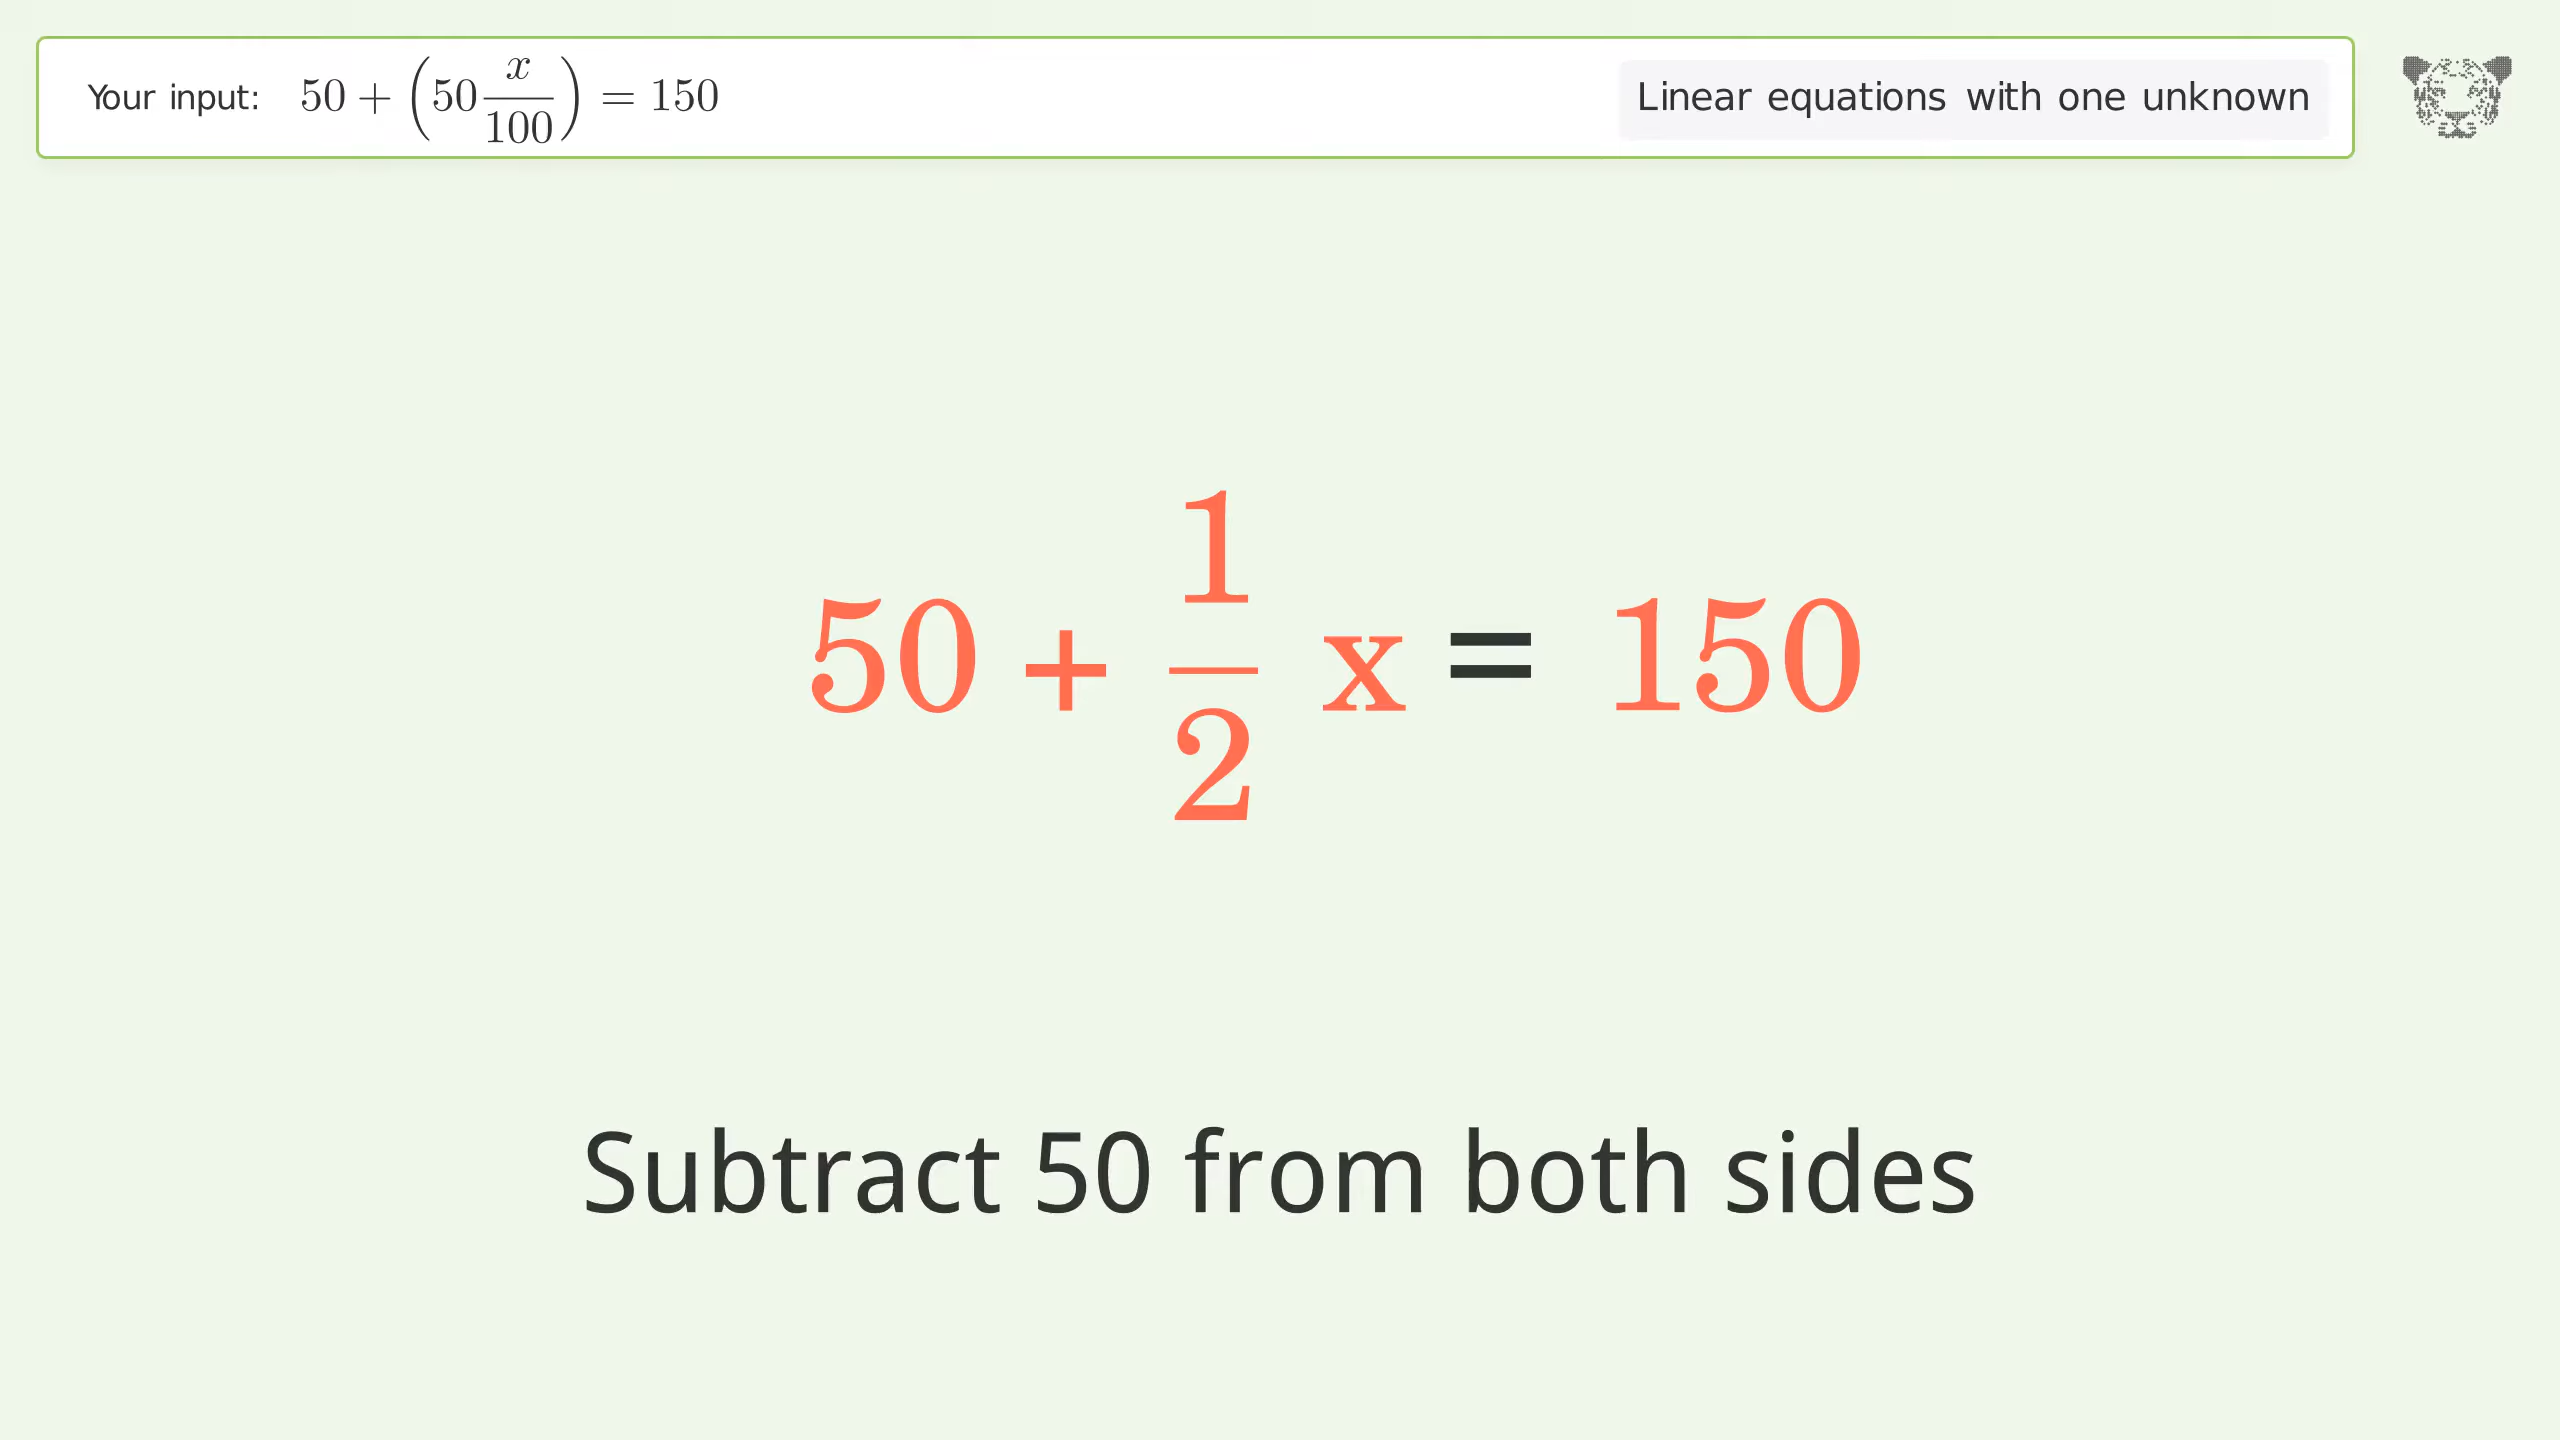 Your input: 50 + (50 x/100) = 150
Linear equations with one unknown
50 + 1/2 x = 150
Subtract 50 from both sides